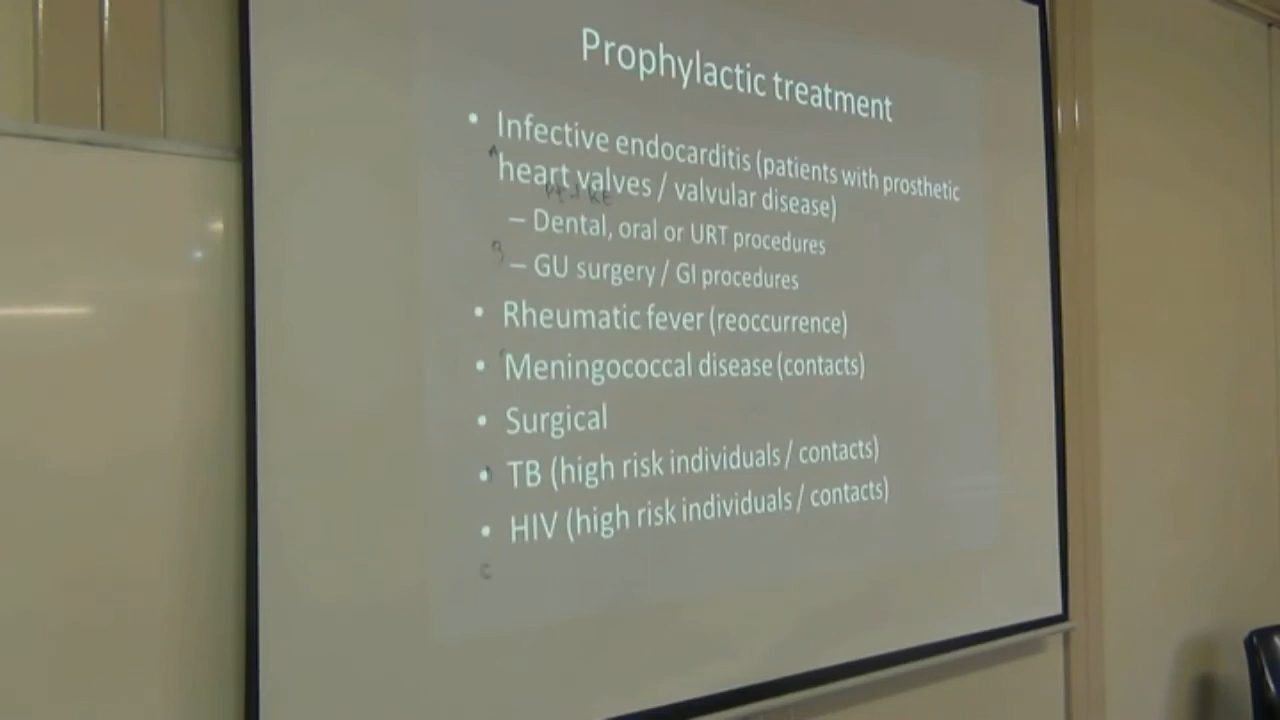 Prophylactic treatment
• Infective endocarditis (patients with prosthetic
heart valves / valvular disease)
– Dental, oral or URT procedures
– GU surgery / GI procedures
• Rheumatic fever (reoccurrence)
• Meningococcal disease (contacts)
• Surgical
• TB (high risk individuals / contacts)
• HIV (high risk individuals / contacts)